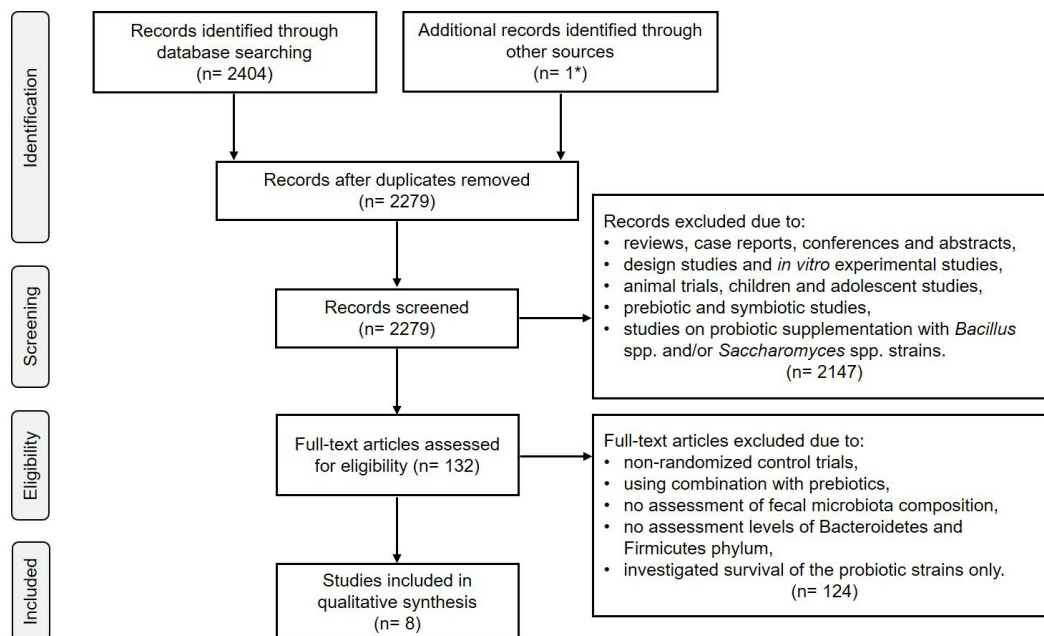 Identification
Records identified through
database searching
(n= 2404)
Additional records identified through
other sources
(n= 1*)
Records after duplicates removed
(n= 2279)
Screening
Records screened
(n= 2279)
Records excluded due to:
• reviews, case reports, conferences and abstracts,
• design studies and in vitro experimental studies,
• animal trials, children and adolescent studies,
• prebiotic and symbiotic studies,
• studies on probiotic supplementation with Bacillus
spp. and/or Saccharomyces spp. strains.
(n= 2147)
Eligibility
Full-text articles assessed
for eligibility (n= 132)
Full-text articles excluded due to:
• non-randomized control trials,
• using combination with prebiotics,
• no assessment of fecal microbiota composition,
• no assessment levels of Bacteroidetes and
Firmicutes phylum,
• investigated survival of the probiotic strains only.
(n= 124)
Included
Studies included in
qualitative synthesis
(n= 8)